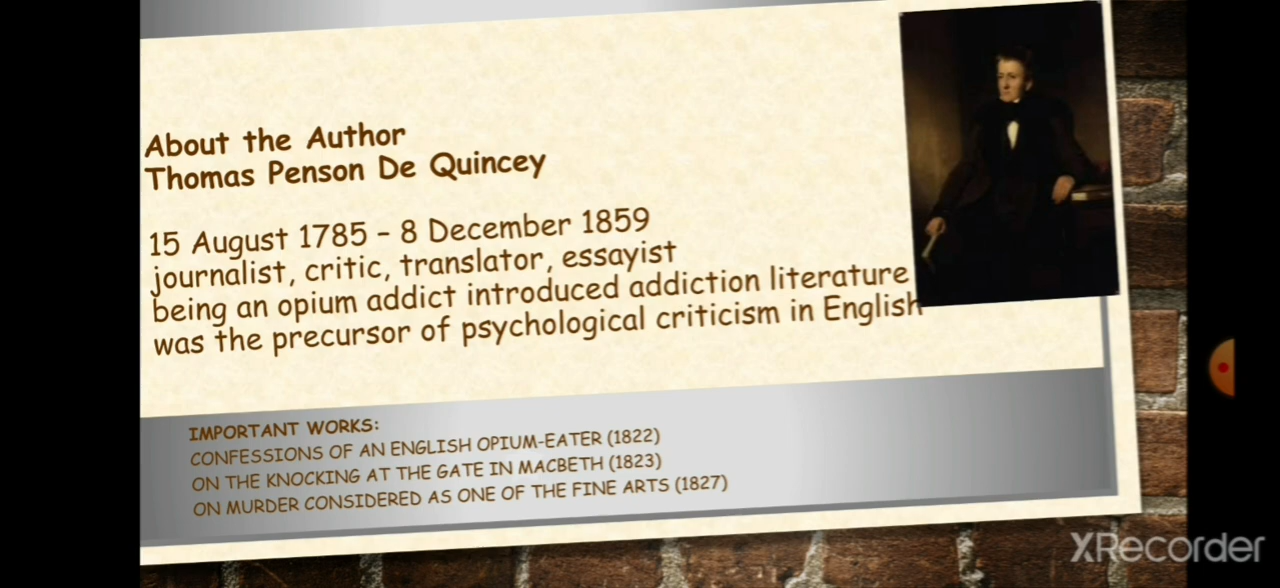 About the Author
Thomas Penson De Quincey
15 August 1785 - 8 December 1859
journalist, critic, translator, essayist
being an opium addict introduced addiction literature
was the precursor of psychological criticism in English
IMPORTANT WORKS:
CONFESSIONS OF AN ENGLISH OPIUM-EATER (1822)
ON THE KNOCKING AT THE GATE IN MACBETH (1823)
ON MURDER CONSIDERED AS ONE OF THE FINE ARTS (1827)
XRecorder